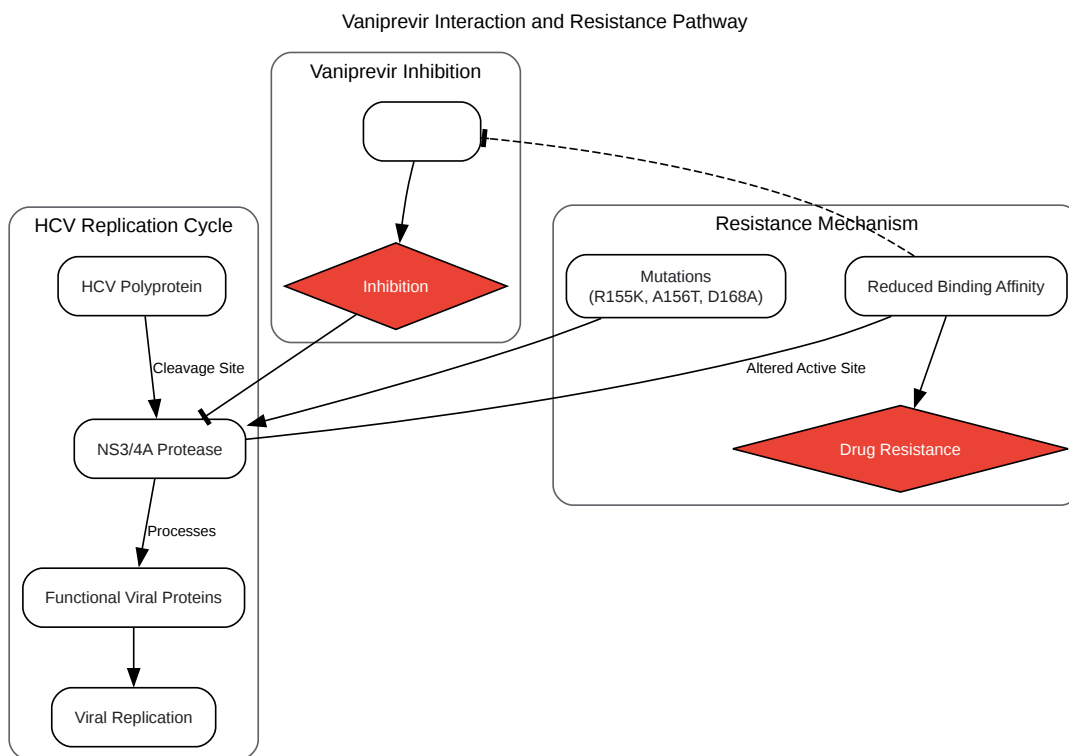 Vaniprevir Interaction and Resistance Pathway
Vaniprevir Inhibition
Inhibition
HCV Replication Cycle
HCV Polyprotein
Cleavage Site
NS3/4A Protease
Processes
Functional Viral Proteins
Viral Replication
Resistance Mechanism
Mutations
(R155K, A156T, D168A)
Reduced Binding Affinity
Altered Active Site
Drug Resistance